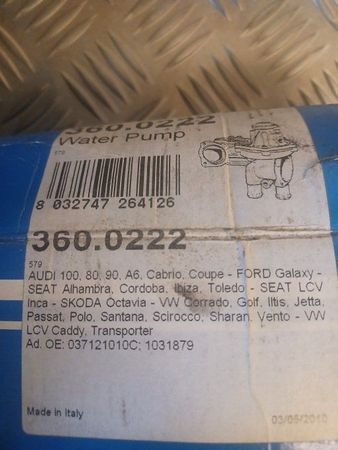 360.0222
Water Pump
579
8 032747 264126
360.0222
579
AUDI 100, 80, 90, A6, Cabrio, Coupe - FORD Galaxy -
SEAT Alhambra, Cordoba, Ibiza, Toledo - SEAT LCV
Inca - SKODA Octavia - VW Corrado, Golf, Iltis, Jetta,
Passat, Polo, Santana, Scirocco, Sharan, Vento - VW
LCV Caddy, Transporter
Ad. OE: 037121010C; 1031879
Made in Italy
03/05/2010